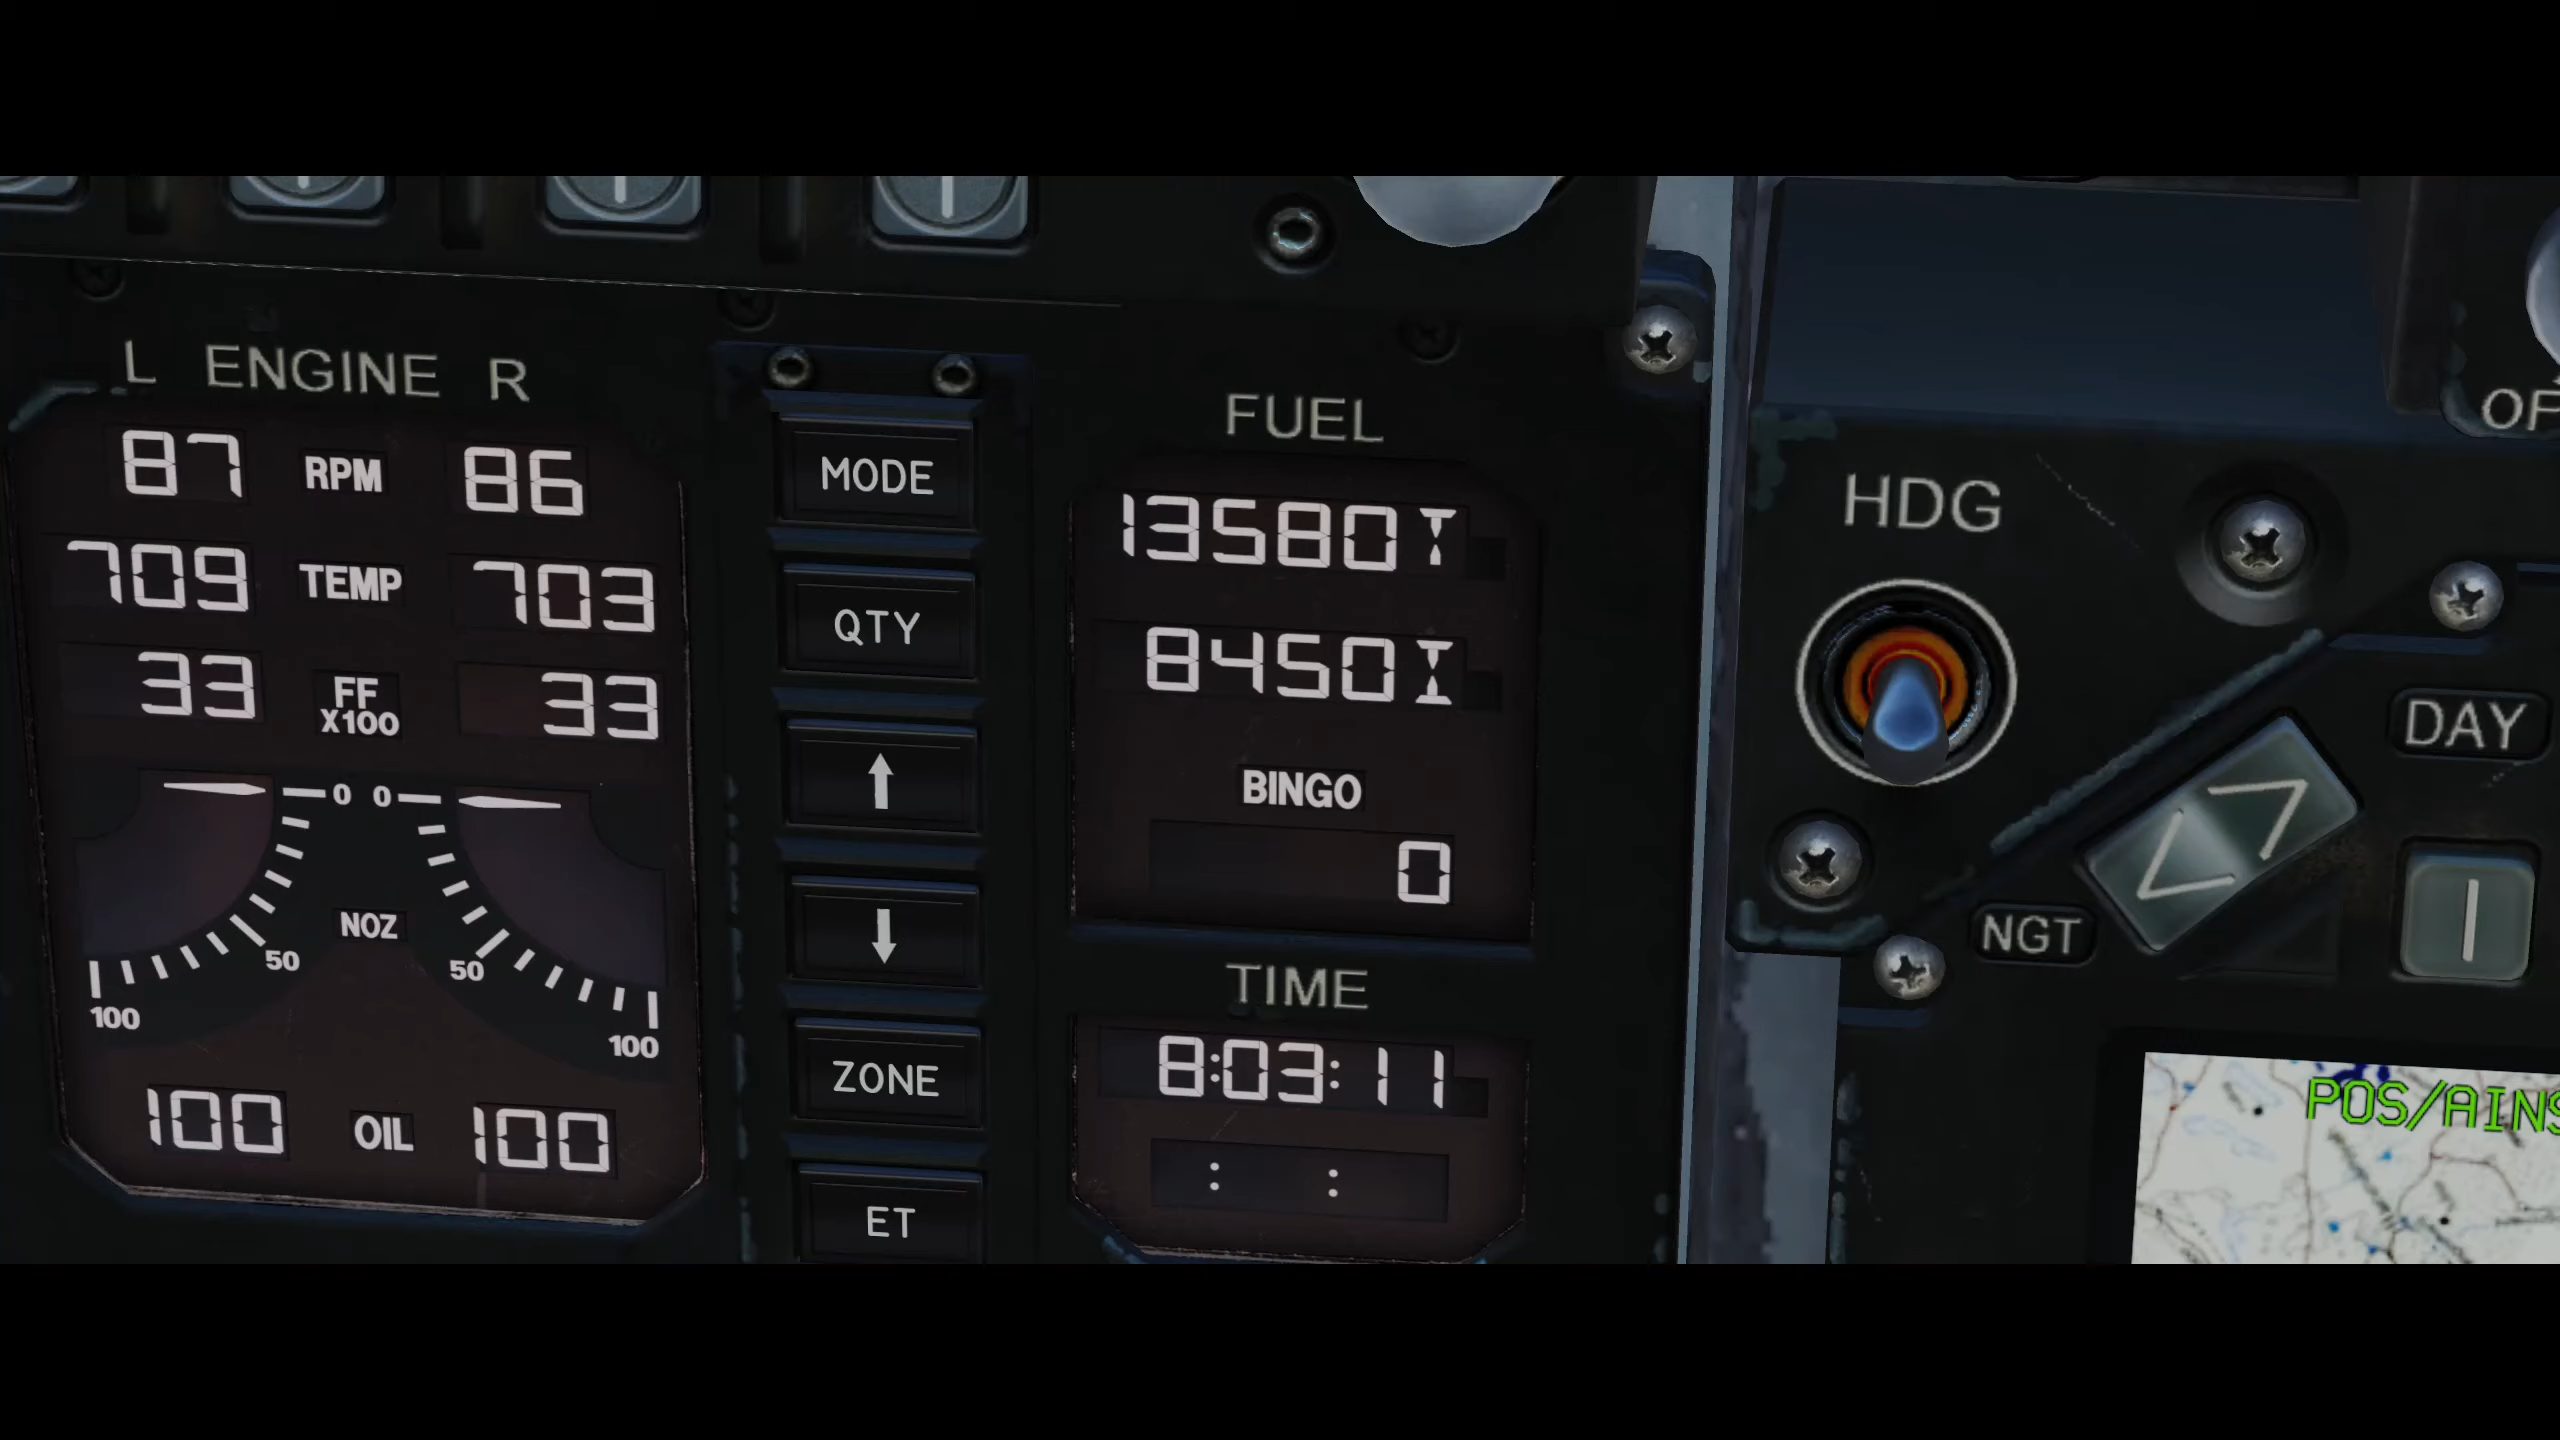 L ENGINE R
87 RPM 86
709 TEMP 703
33 FF X100 33
0 0
NOZ
50 50
100 100
100 OIL 100
MODE
QTY
↑
↓
ZONE
ET
FUEL
13580 T
8450 I
BINGO
0
TIME
8:03:11
: :
HDG
OF
DAY
NGT
POS/AINS